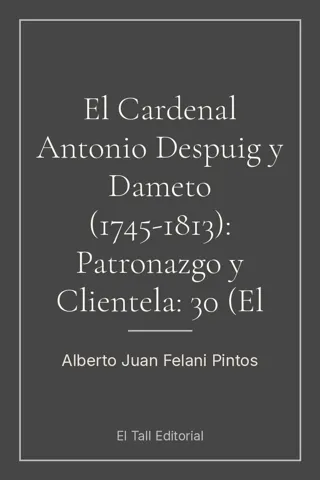 El Cardenal
Antonio Despuig y
Dameto
(1745-1813):
Patronazgo y
Clientela: 30 (El
Alberto Juan Felani Pintos
El Tall Editorial